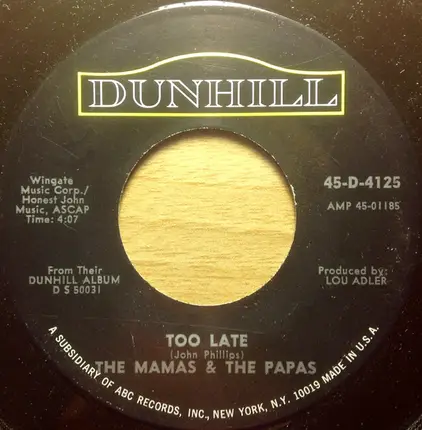 DUNHILL
Wingate
Music Corp./
Honest John
Music, ASCAP
Time: 4:07
45-D-4125
AMP 45-01185
From Their
DUNHILL ALBUM
D S 50031
Produced by:
LOU ADLER
TOO LATE
(John Phillips)
THE MAMAS & THE PAPAS
A SUBSIDIARY OF ABC RECORDS, INC., NEW YORK, N.Y. 10019 MADE IN U.S.A.